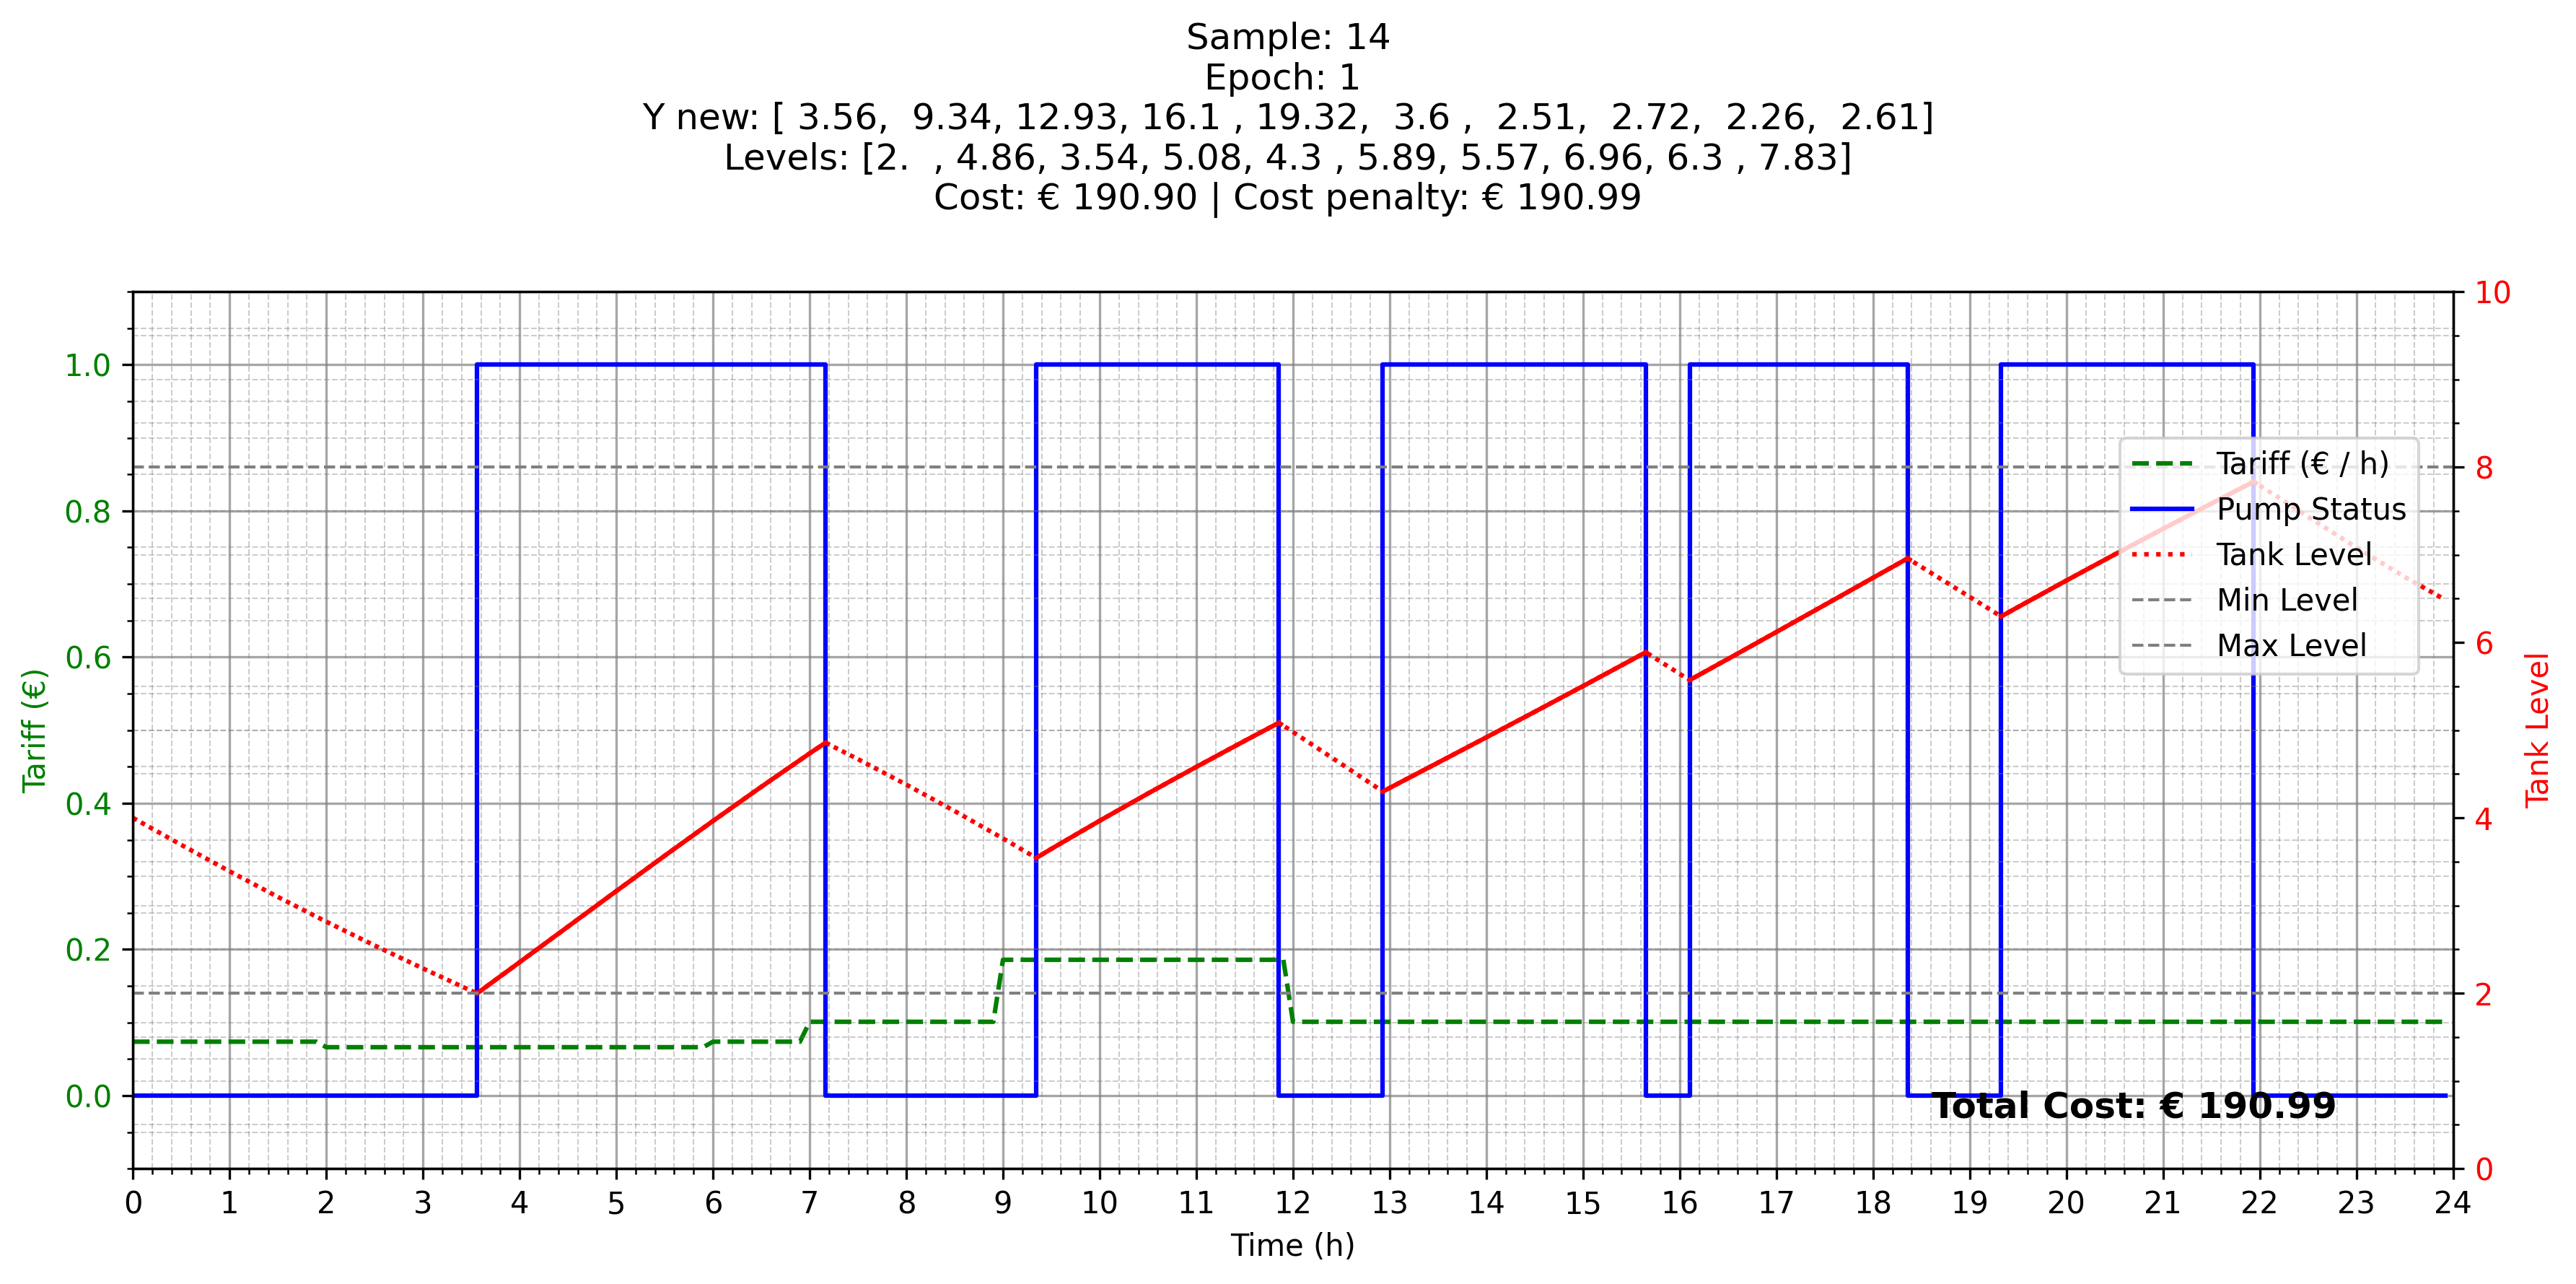 Sample: 14
Epoch: 1
Y new: [ 3.56,  9.34, 12.93, 16.1 , 19.32,  3.6 ,  2.51,  2.72,  2.26,  2.61]
Levels: [2.  , 4.86, 3.54, 5.08, 4.3 , 5.89, 5.57, 6.96, 6.3 , 7.83]
Cost: € 190.90 | Cost penalty: € 190.99
1.0
0.8
0.6
0.4
0.2
0.0
Tariff (€)
10
8
6
4
2
0
Tank Level
Tariff (€ / h)
Pump Status
Tank Level
Min Level
Max Level
Total Cost: € 190.99
0 1 2 3 4 5 6 7 8 9 10 11 12 13 14 15 16 17 18 19 20 21 22 23 24
Time (h)